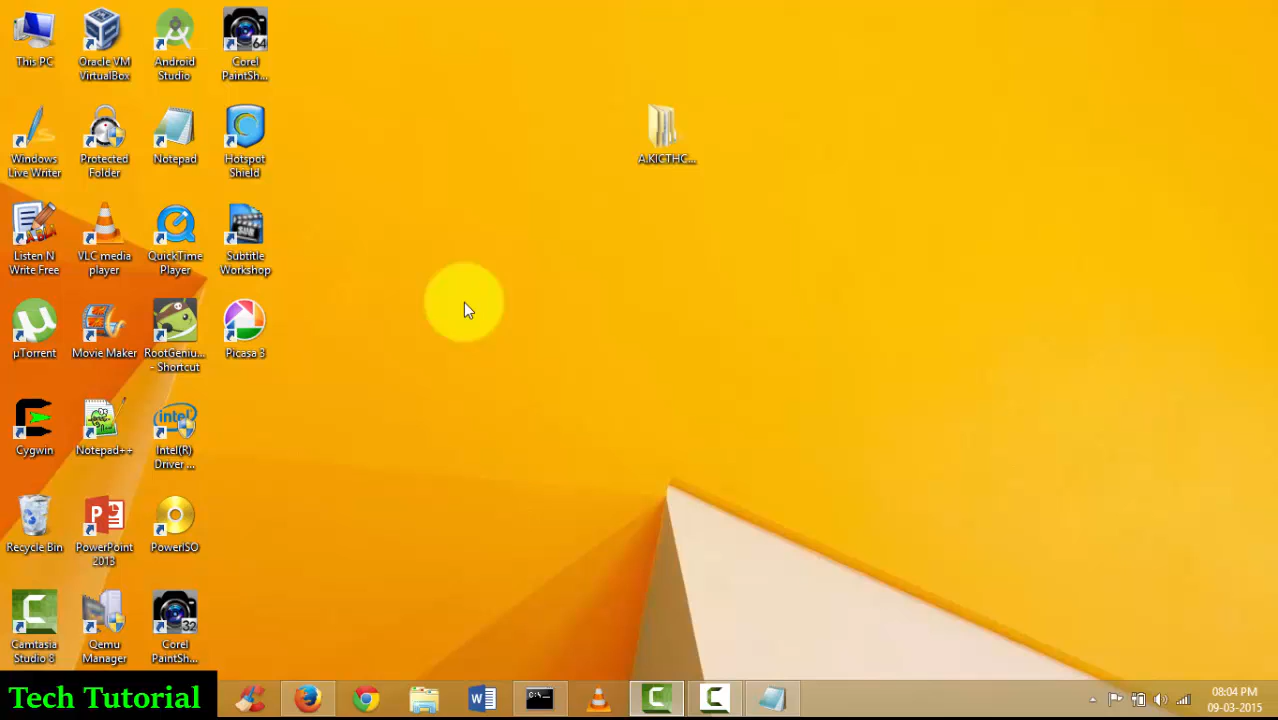 This PC
Oracle VM
VirtualBox
Android
Studio
64
Corel
PaintSh...
Windows
Live Writer
Protected
Folder
Notepad
Hotspot
Shield
Listen N
Write Free
VLC media
player
QuickTime
Player
Subtitle
Workshop
µTorrent
Movie Maker
RootGeniu...
- Shortcut
Picasa 3
Cygwin
Notepad++
intel
Intel(R)
Driver ...
Recycle Bin
PowerPoint
2013
PowerISO
Camtasia
Studio 8
Qemu
Manager
32
Corel
PaintSh...
A.KICTHC...
Tech Tutorial
C:\
08:04 PM
09-03-2015